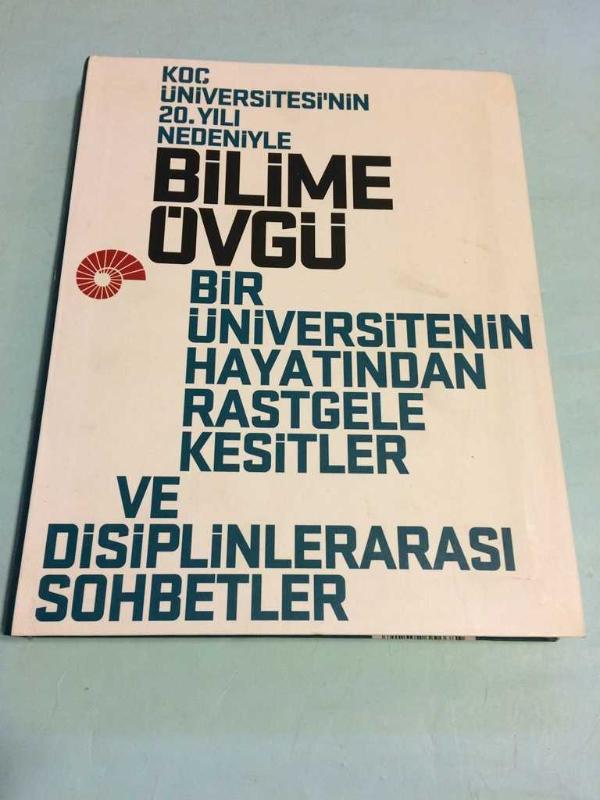 KOÇ
ÜNİVERSİTESİ'NİN
20. YILI
NEDENİYLE
BİLİME
ÖVGÜ
BİR
ÜNİVERSİTENİN
HAYATINDAN
RASTGELE
KESİTLER
VE
DİSİPLİNLERARASI
SOHBETLER